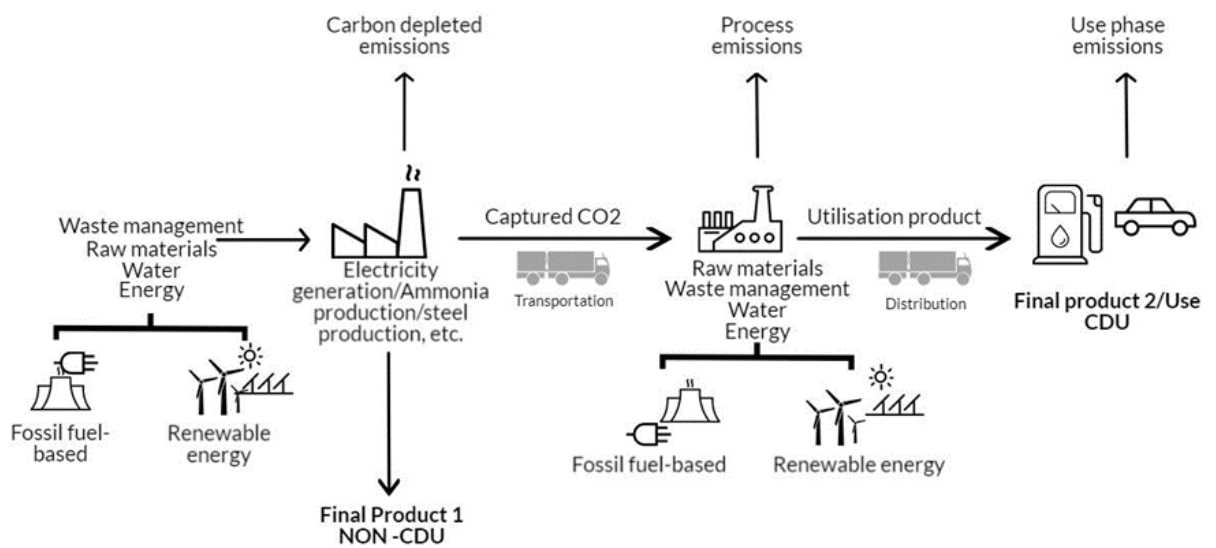 Carbon depleted
emissions
Process
emissions
Use phase
emissions
Waste management
Raw materials
Water
Energy
Fossil fuel-
based
Renewable
energy
Electricity
generation/Ammonia
production/steel
production, etc.
Final Product 1
NON -CDU
Captured CO2
Transportation
Raw materials
Waste management
Water
Energy
Fossil fuel-based
Renewable energy
Utilisation product
Distribution
Final product 2/Use
CDU